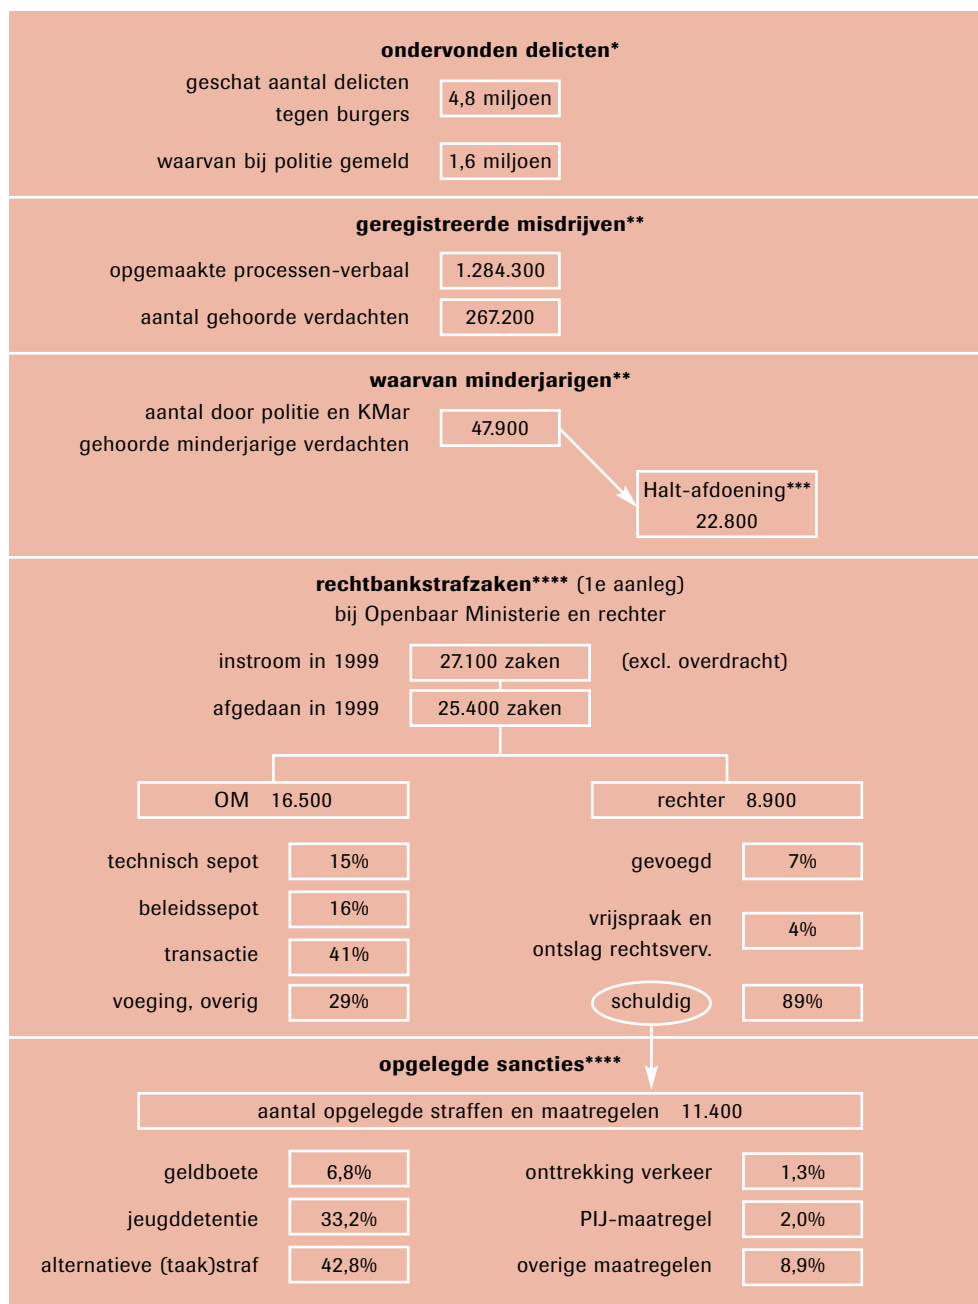 ondervonden delicten*
geschat aantal delicten
tegen burgers
4,8 miljoen
waarvan bij politie gemeld 1,6 miljoen
geregistreerde misdrijven**
opgemaakte processen-verbaal 1.284.300
aantal gehoorde verdachten 267.200
waarvan minderjarigen**
aantal door politie en KMar
gehoorde minderjarige verdachten
47.900
Halt-afdoening***
22.800
rechtbankstrafzaken**** (1e aanleg)
bij Openbaar Ministerie en rechter
instroom in 1999 27.100 zaken (excl. overdracht)
afgedaan in 1999 25.400 zaken
OM 16.500
rechter 8.900
technisch sepot 15%
beleidssepot 16%
transactie 41%
voeging, overig 29%
gevoegd 7%
vrijspraak en
ontslag rechtsverv.
4%
schuldig 89%
opgelegde sancties****
aantal opgelegde straffen en maatregelen 11.400
geldboete 6,8%
jeugddetentie 33,2%
alternatieve (taak)straf 42,8%
onttrekking verkeer 1,3%
PIJ-maatregel 2,0%
overige maatregelen 8,9%